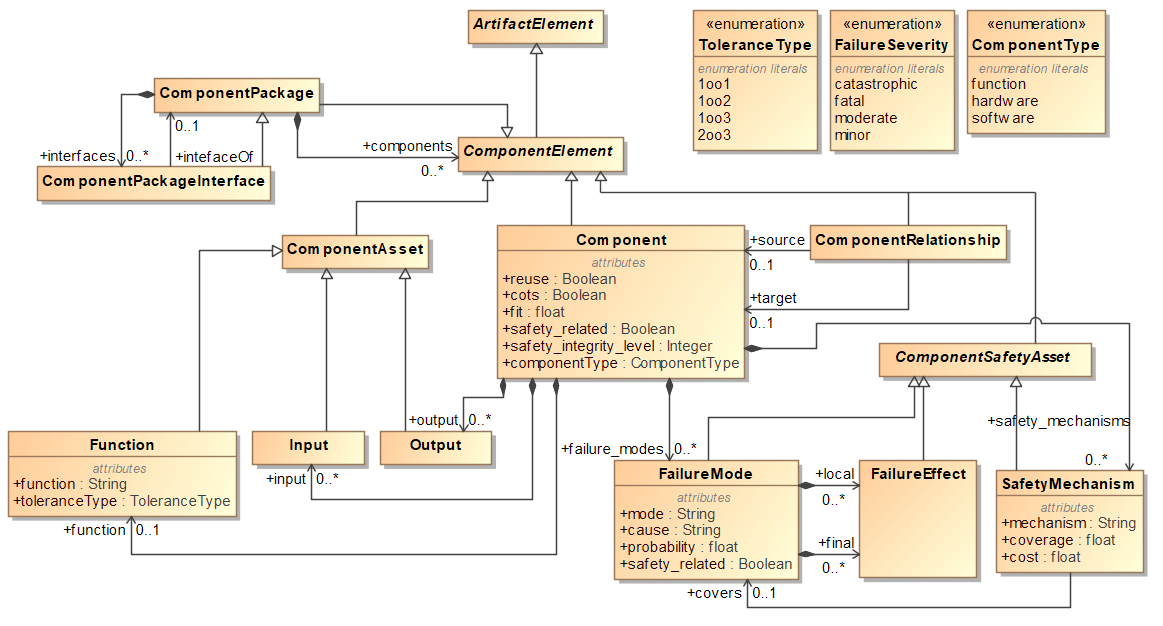 ArtifactElement
«enumeration»
ToleranceType
enumeration literals
1oo1
1oo2
1oo3
2oo3
«enumeration»
FailureSeverity
enumeration literals
catastrophic
fatal
moderate
minor
«enumeration»
ComponentType
enumeration literals
function
hardware
software
ComponentPackage
0..1
+interfaces
0..*
+intefaceOf
+components
0..*
ComponentElement
ComponentPackageInterface
ComponentAsset
Component
attributes
+reuse : Boolean
+cots : Boolean
+fit : float
+safety_related : Boolean
+safety_integrity_level : Integer
+componentType : ComponentType
+source
0..1
ComponentRelationship
+target
0..1
ComponentSafetyAsset
+output
0..*
+safety_mechanisms
0..*
Function
attributes
+function : String
+toleranceType : ToleranceType
Input
Output
+input
0..*
+function
0..1
+failure_modes
0..*
FailureMode
attributes
+mode : String
+cause : String
+probability : float
+safety_related : Boolean
+local
0..*
+final
0..*
FailureEffect
SafetyMechanism
attributes
+mechanism : String
+coverage : float
+cost : float
+covers
0..1